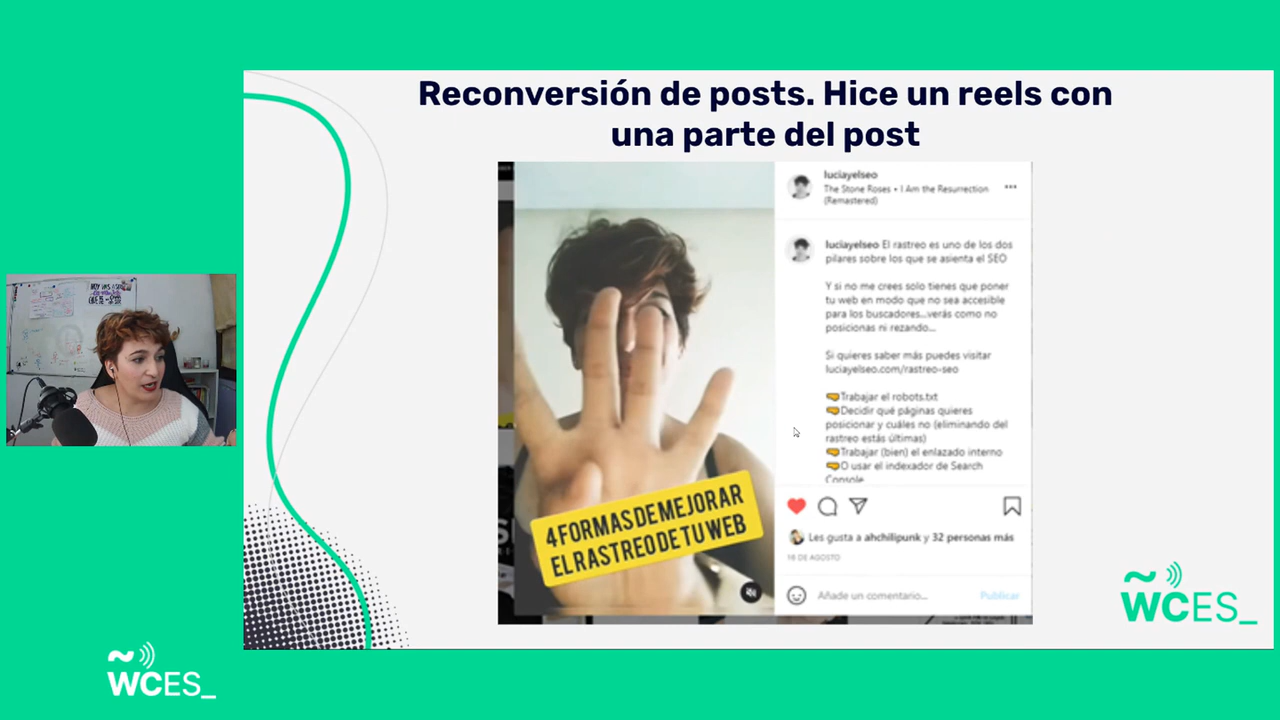 Reconversión de posts. Hice un reels con
una parte del post
luciayelseo
The Stone Roses • I Am the Resurrection
(Remastered)
luciayelseo El rastreo es uno de los dos
pilares sobre los que se asienta el SEO
Y si no me crees solo tienes que poner
tu web en modo que no sea accesible
para los buscadores...verás como no
posicionas ni rezando...
Si quieres saber más puedes visitar
luciayelseo.com/rastreo-seo
Trabajar el robots.txt
Decidir qué páginas quieres
posicionar y cuáles no (eliminando del
rastreo estás últimas)
Trabajar (bien) el enlazado interno
O usar el indexador de Search
Console
4 FORMAS DE MEJORAR
EL RASTREO DE TU WEB
Les gusta a ahchilipunk y 32 personas más
18 DE AGOSTO
Añade un comentario...
Publicar
WCES_
WCES_